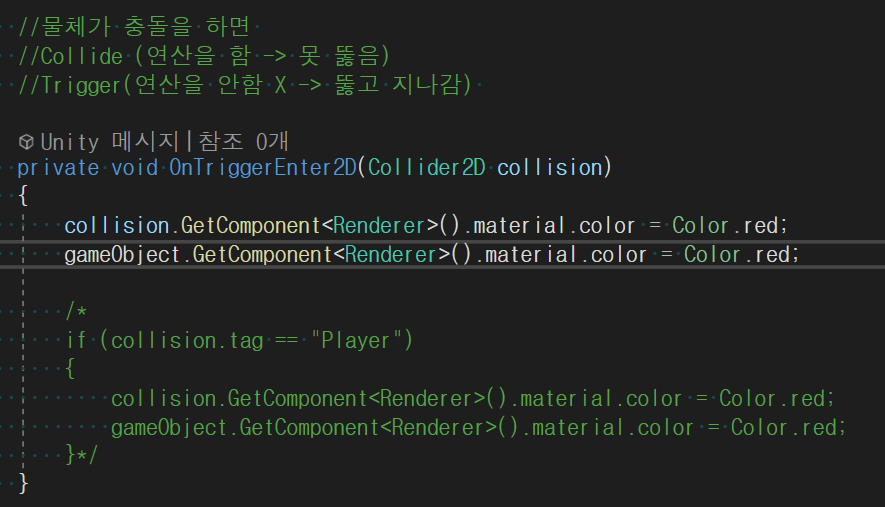 //물체가 충돌을 하면
//Collide (연산을 함 -> 못 뚫음)
//Trigger(연산을 안함 X -> 뚫고 지나감)
Unity 메시지|참조 0개
private void OnTriggerEnter2D(Collider2D collision)
{
collision.GetComponent<Renderer>().material.color = Color.red;
gameObject.GetComponent<Renderer>().material.color = Color.red;
/*
if (collision.tag == "Player")
{
collision.GetComponent<Renderer>().material.color = Color.red;
gameObject.GetComponent<Renderer>().material.color = Color.red;
}*/
}